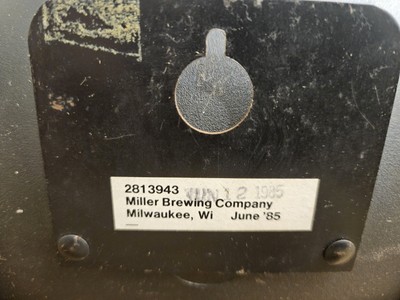 2813943 JUN 12 1985
Miller Brewing Company
Milwaukee, Wi June '85